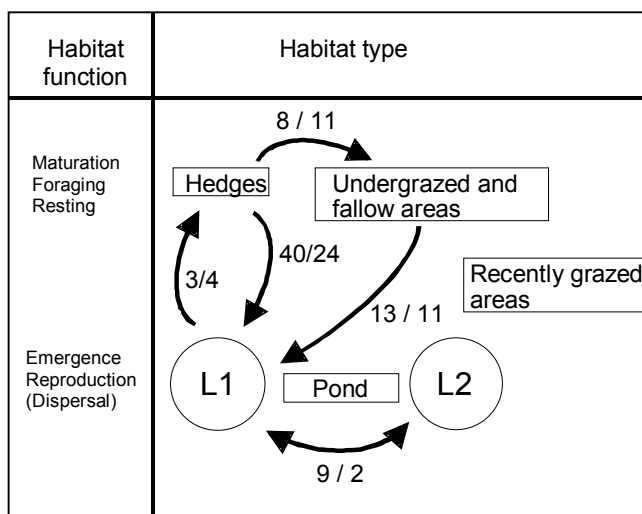 Habitat
function
Habitat type
8 / 11
Maturation
Foraging
Resting
Hedges
Undergrazed and
fallow areas
40/24
3/4
Recently grazed
areas
13 / 11
Emergence
Reproduction
(Dispersal)
L1
Pond
L2
9 / 2